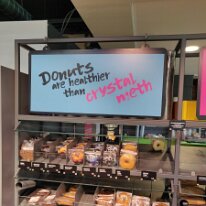 Donuts
are healthier
than crystal
meth